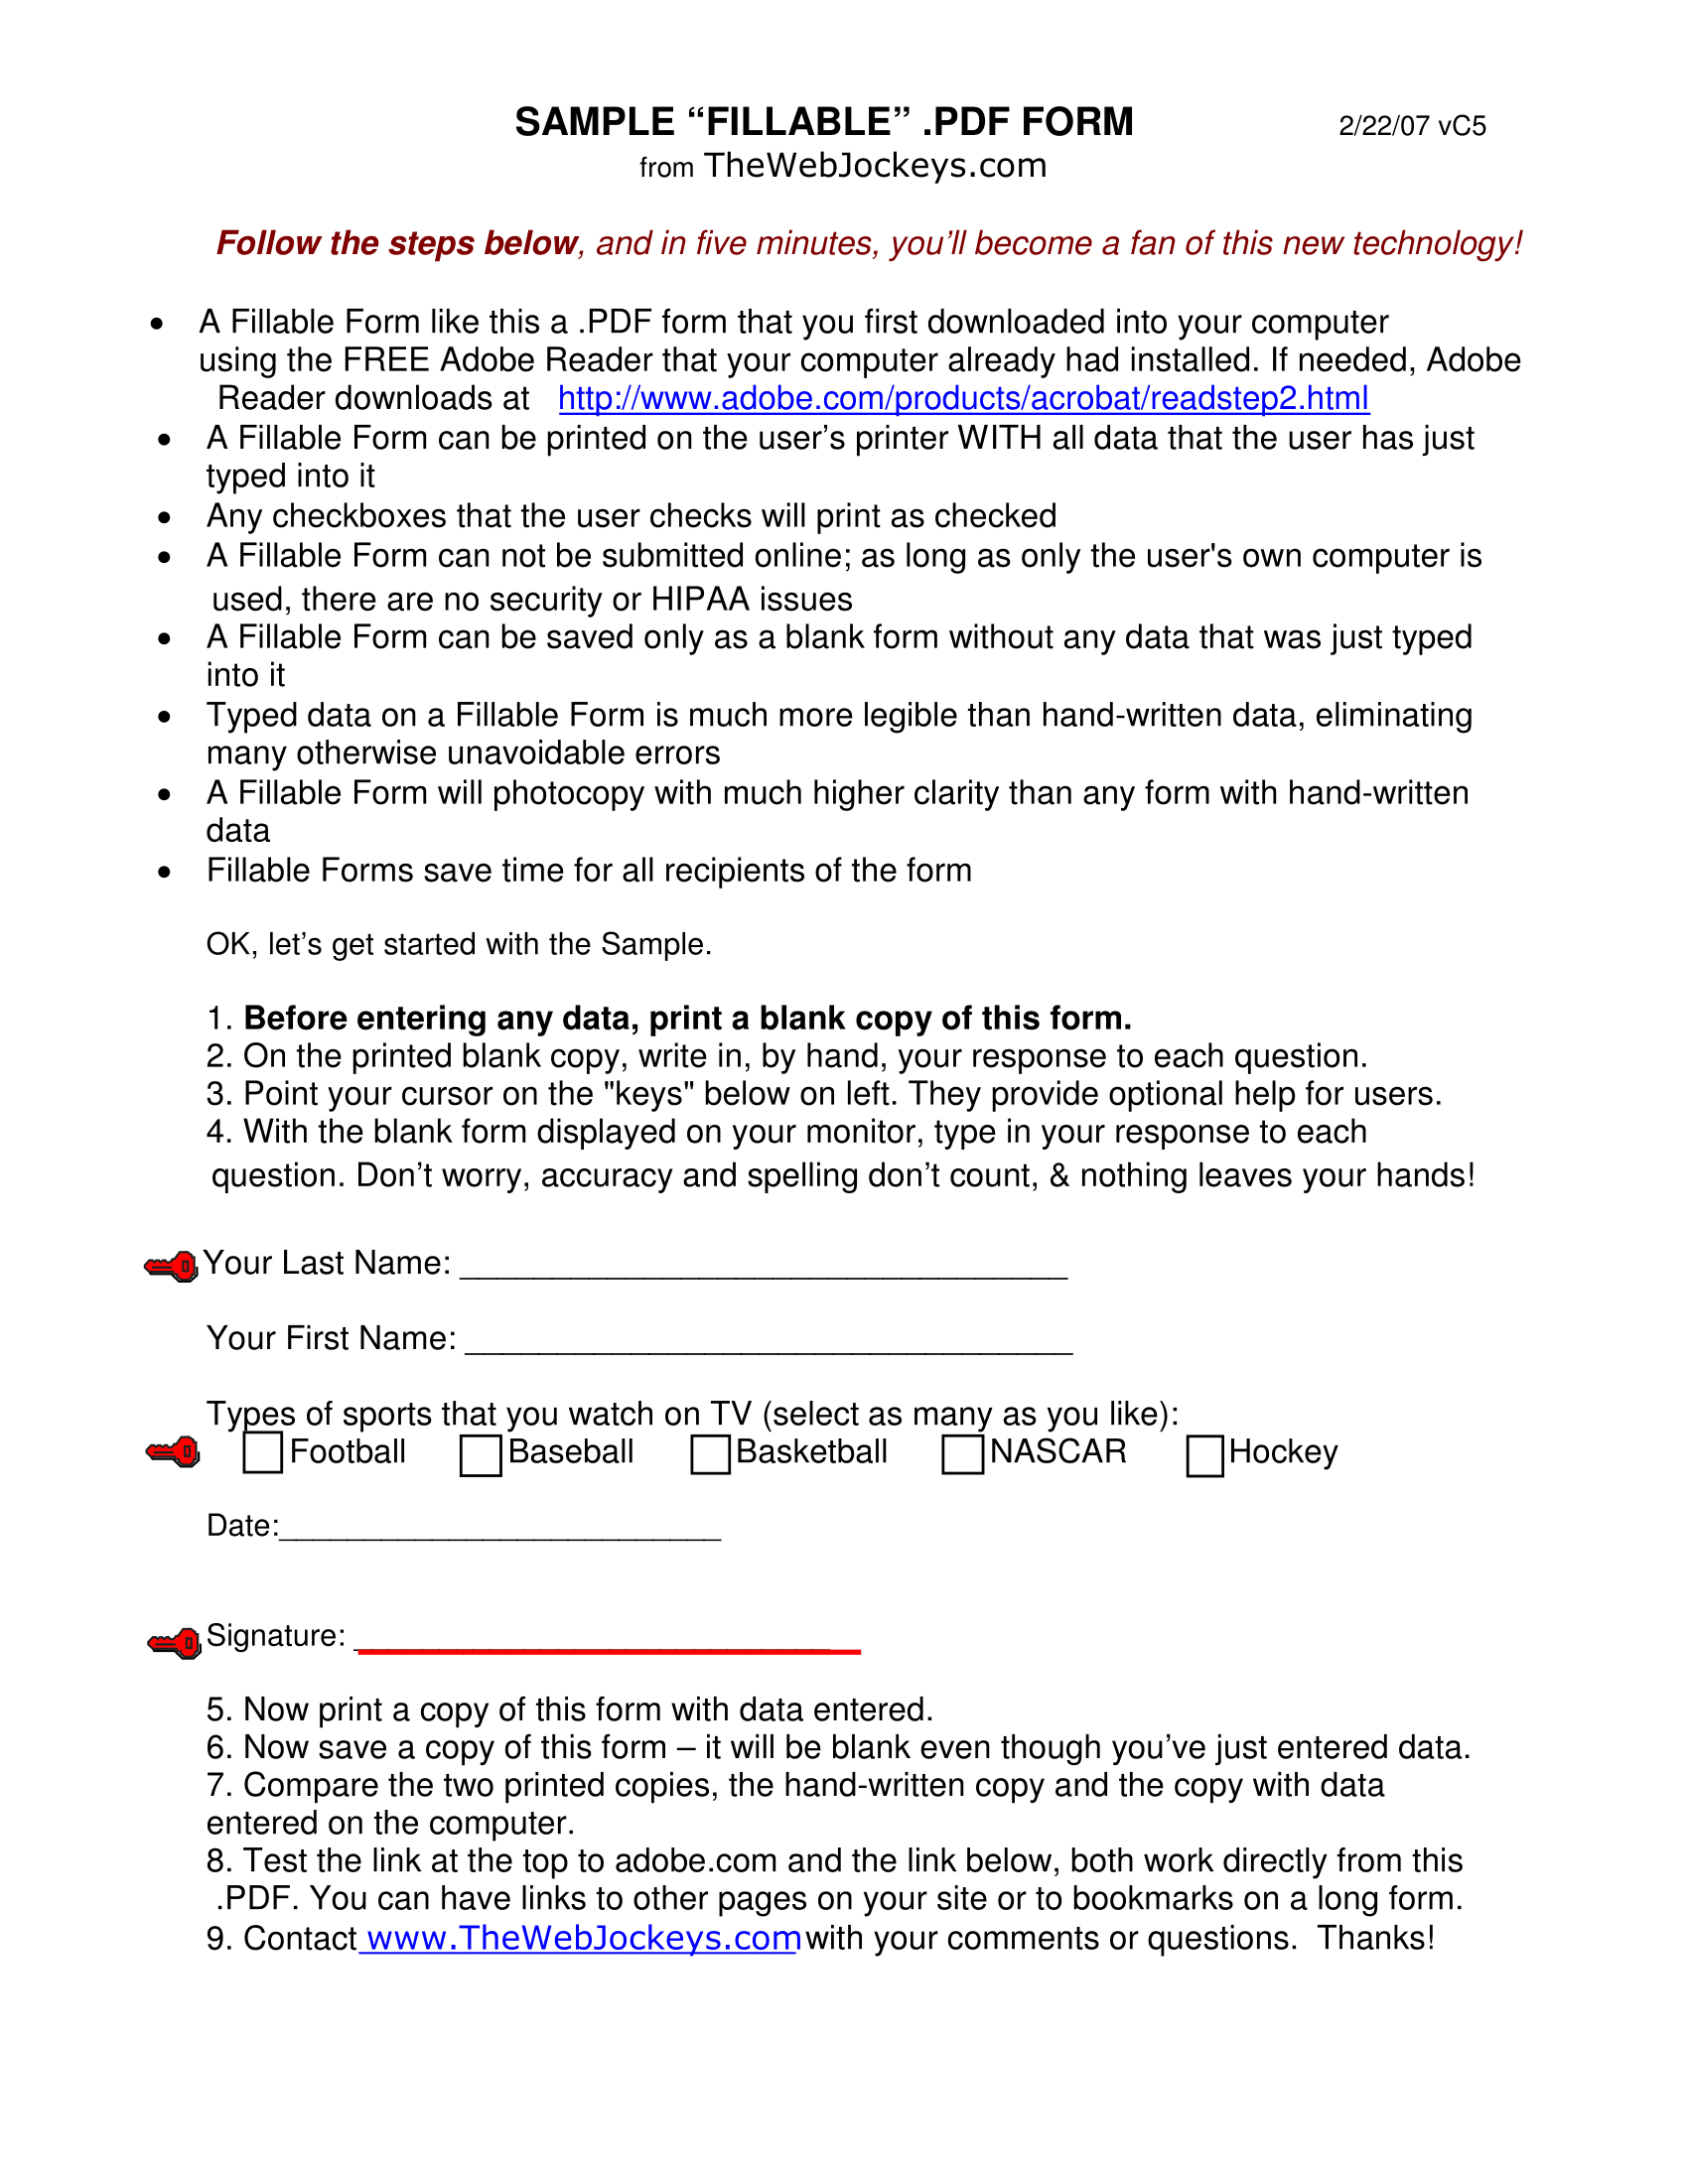 SAMPLE “FILLABLE” .PDF FORM 2/22/07 vC5
from TheWebJockeys.com
Follow the steps below, and in five minutes, you’ll become a fan of this new technology!
• A Fillable Form like this a .PDF form that you first downloaded into your computer
using the FREE Adobe Reader that your computer already had installed. If needed, Adobe
Reader downloads at http://www.adobe.com/products/acrobat/readstep2.html
• A Fillable Form can be printed on the user’s printer WITH all data that the user has just
typed into it
• Any checkboxes that the user checks will print as checked
• A Fillable Form can not be submitted online; as long as only the user's own computer is
used, there are no security or HIPAA issues
• A Fillable Form can be saved only as a blank form without any data that was just typed
into it
• Typed data on a Fillable Form is much more legible than hand-written data, eliminating
many otherwise unavoidable errors
• A Fillable Form will photocopy with much higher clarity than any form with hand-written
data
• Fillable Forms save time for all recipients of the form
OK, let’s get started with the Sample.
1. Before entering any data, print a blank copy of this form.
2. On the printed blank copy, write in, by hand, your response to each question.
3. Point your cursor on the "keys" below on left. They provide optional help for users.
4. With the blank form displayed on your monitor, type in your response to each
question. Don’t worry, accuracy and spelling don’t count, & nothing leaves your hands!
Your Last Name: _________________________________
Your First Name: _________________________________
Types of sports that you watch on TV (select as many as you like):
Football Baseball Basketball NASCAR Hockey
Date:__________________________
Signature: ____________________________
5. Now print a copy of this form with data entered.
6. Now save a copy of this form – it will be blank even though you’ve just entered data.
7. Compare the two printed copies, the hand-written copy and the copy with data
entered on the computer.
8. Test the link at the top to adobe.com and the link below, both work directly from this
.PDF. You can have links to other pages on your site or to bookmarks on a long form.
9. Contact www.TheWebJockeys.com with your comments or questions. Thanks!